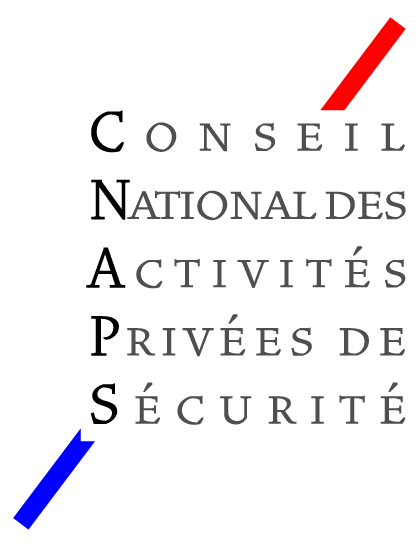 CONSEIL
NATIONAL DES
ACTIVITÉS
PRIVÉES DE
SÉCURITÉ